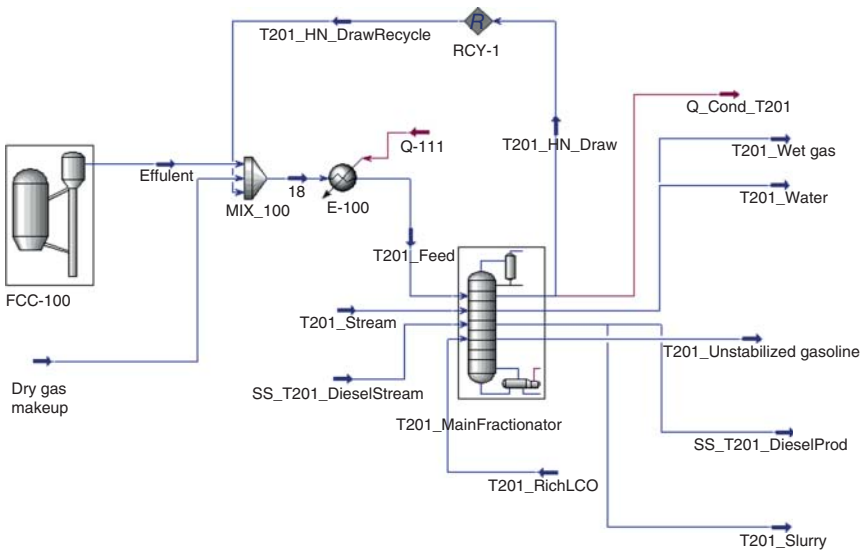 T201_HN_DrawRecycle
R
RCY-1
Q_Cond_T201
T201_HN_Draw
Q-111
T201_Wet gas
Effulent
18
T201_Water
MIX_100
E-100
T201_Feed
FCC-100
T201_Stream
T201_Unstabilized gasoline
Dry gas
makeup
SS_T201_DieselStream
T201_MainFractionator
SS_T201_DieselProd
T201_RichLCO
T201_Slurry